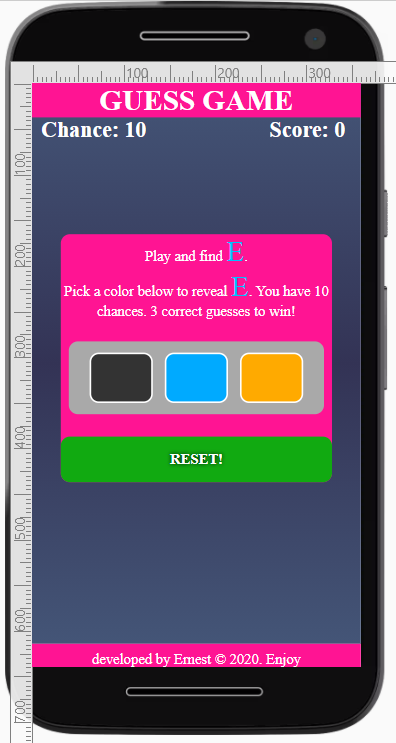 100 200 300
GUESS GAME
Chance: 10 Score: 0
Play and find E.
Pick a color below to reveal E. You have 10
chances. 3 correct guesses to win!
RESET!
developed by Ernest © 2020. Enjoy
100
200
300
400
500
600
700